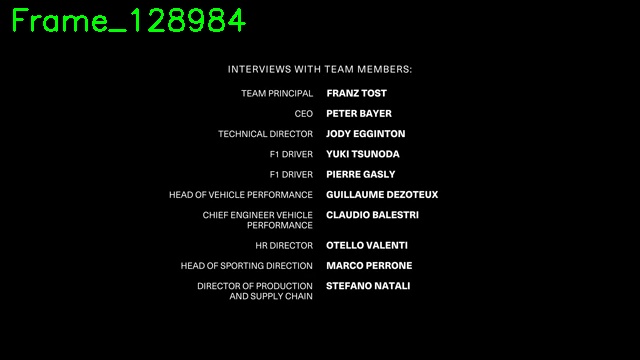 Frame_128984
INTERVIEWS WITH TEAM MEMBERS:
TEAM PRINCIPAL FRANZ TOST
CEO PETER BAYER
TECHNICAL DIRECTOR JODY EGGINTON
F1 DRIVER YUKI TSUNODA
F1 DRIVER PIERRE GASLY
HEAD OF VEHICLE PERFORMANCE GUILLAUME DEZOTEUX
CHIEF ENGINEER VEHICLE CLAUDIO BALESTRI
PERFORMANCE
HR DIRECTOR OTELLO VALENTI
HEAD OF SPORTING DIRECTION MARCO PERRONE
DIRECTOR OF PRODUCTION STEFANO NATALI
AND SUPPLY CHAIN